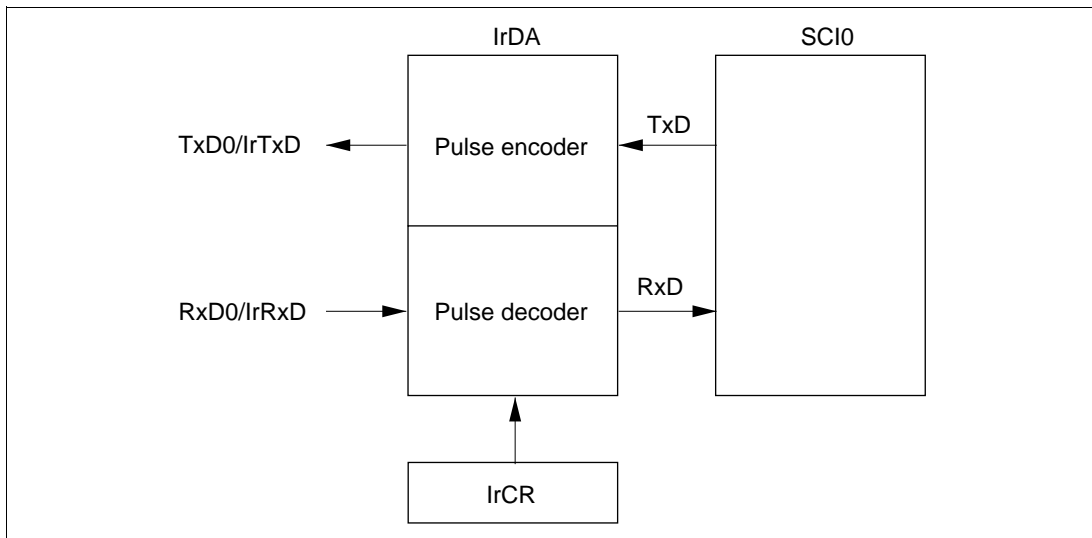 IrDA
SCI0
TxD0/IrTxD
Pulse encoder
TxD
RxD0/IrRxD
Pulse decoder
RxD
IrCR